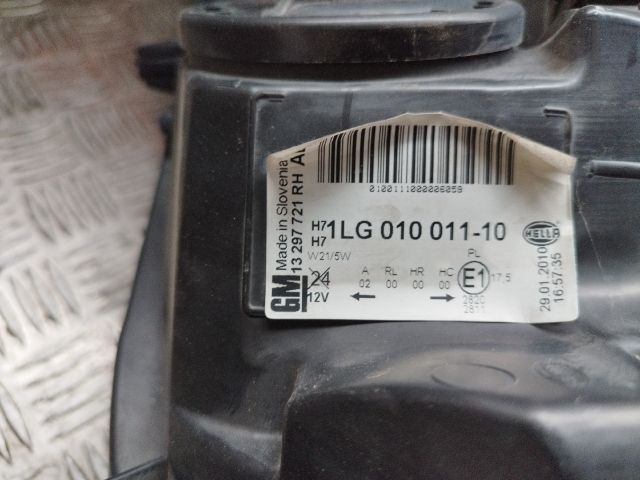 0100111000006059
H7
H7
1LG 010 011-10
W21/5W
24
12V
A RL HR HC
02 00 00 00
PL
E1
17,5
2820
2811
HELLA
29.01.2010
16:57:35
GM
Made in Slovenia
13 297 721 RH